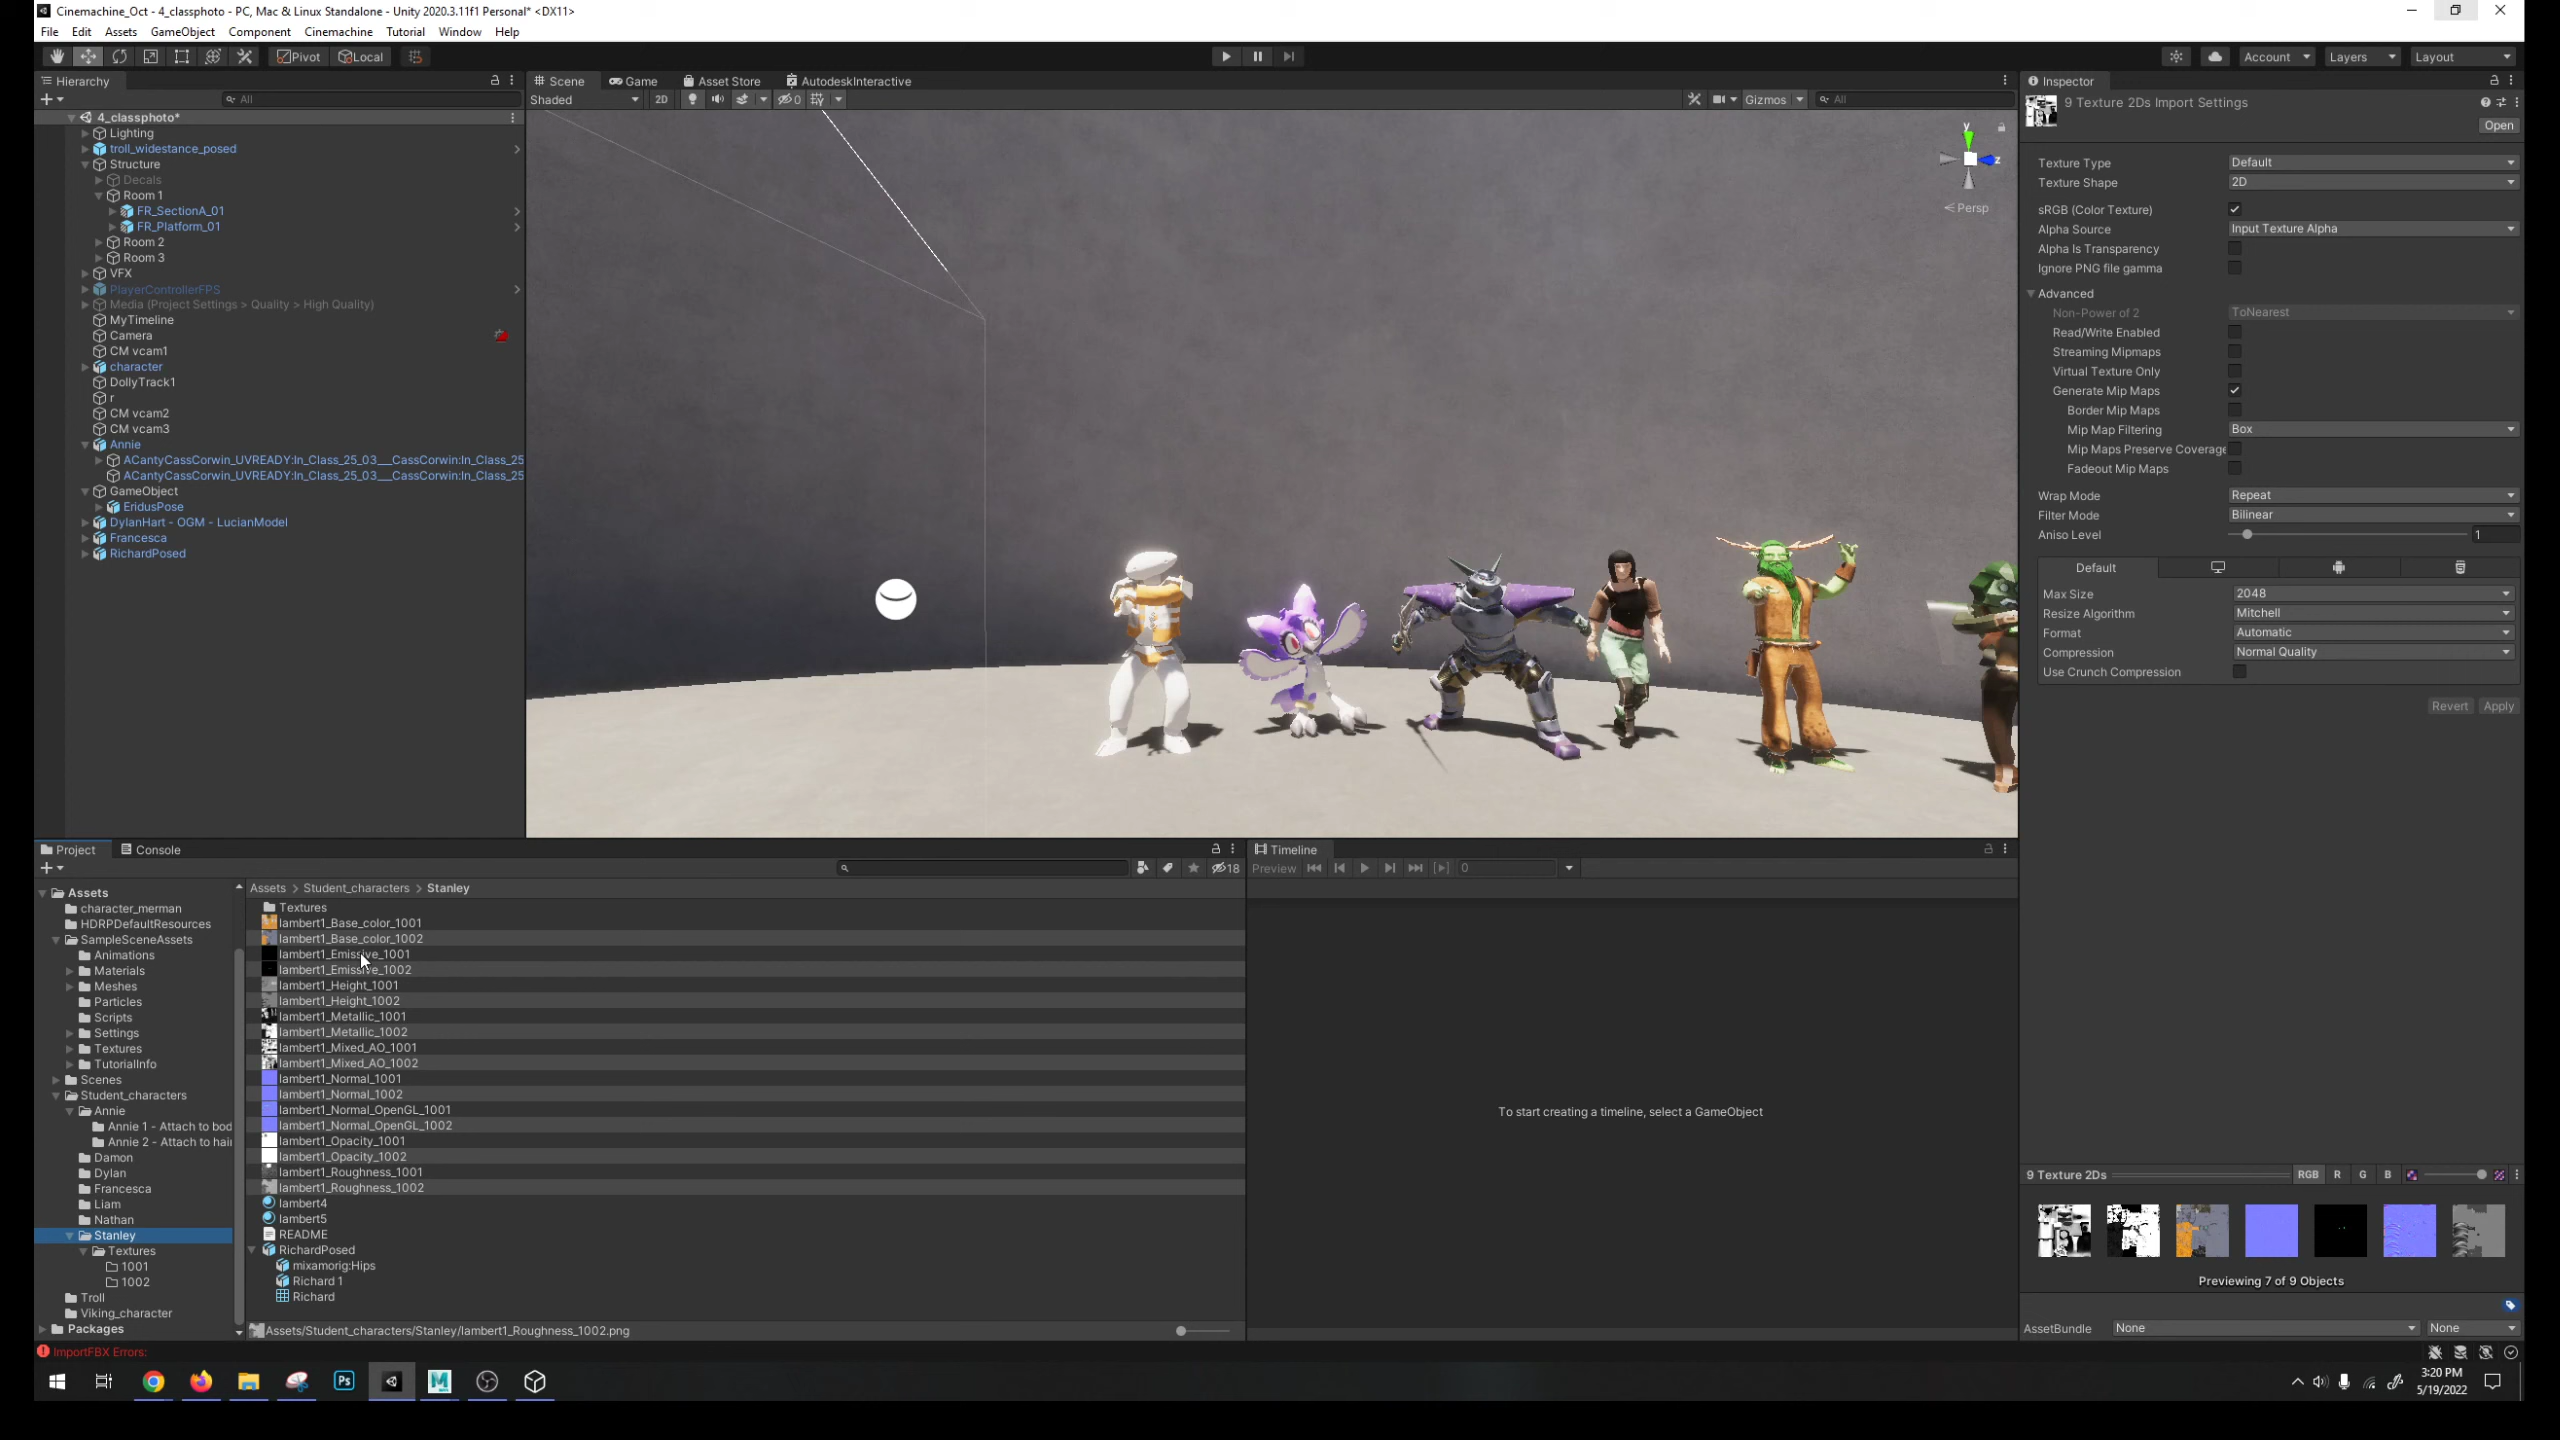 Cinemachine_Oct - 4_classphoto - PC, Mac & Linux Standalone - Unity 2020.3.11f1 Personal* <DX11>
File Edit Assets GameObject Component Cinemachine Tutorial Window Help
Pivot Local Account Layers Layout
Hierarchy
All
4_classphoto*
Lighting
troll_widestance_posed
Structure
Decals
Room 1
FR_SectionA_01
FR_Platform_01
Room 2
Room 3
VFX
PlayerControllerFPS
Media (Project Settings > Quality > High Quality)
MyTimeline
Camera
CM vcam1
character
DollyTrack1
r
CM vcam2
CM vcam3
Annie
ACantyCassCorwin_UVREADY:In_Class_25_03___CassCorwin:In_Class_25
ACantyCassCorwin_UVREADY:In_Class_25_03___CassCorwin:In_Class_25
GameObject
EridusPose
DylanHart - OGM - LucianModel
Francesca
RichardPosed
Scene Game Asset Store AutodeskInteractive
Shaded 2D 0 Gizmos All
y
z
Persp
Inspector
9 Texture 2Ds Import Settings
Open
Texture Type Default
Texture Shape 2D
sRGB (Color Texture)
Alpha Source Input Texture Alpha
Alpha Is Transparency
Ignore PNG file gamma
Advanced
Non-Power of 2 ToNearest
Read/Write Enabled
Streaming Mipmaps
Virtual Texture Only
Generate Mip Maps
Border Mip Maps
Mip Map Filtering Box
Mip Maps Preserve Coverage
Fadeout Mip Maps
Wrap Mode Repeat
Filter Mode Bilinear
Aniso Level 1
Default
Max Size 2048
Resize Algorithm Mitchell
Format Automatic
Compression Normal Quality
Use Crunch Compression
Revert Apply
9 Texture 2Ds RGB R G B
Previewing 7 of 9 Objects
AssetBundle None None
Project Console
18
Assets
character_merman
HDRPDefaultResources
SampleSceneAssets
Animations
Materials
Meshes
Particles
Scripts
Settings
Textures
TutorialInfo
Scenes
Student_characters
Annie
Annie 1 - Attach to bod
Annie 2 - Attach to hair
Damon
Dylan
Francesca
Liam
Nathan
Stanley
Textures
1001
1002
Troll
Viking_character
Packages
Assets > Student_characters > Stanley
Textures
lambert1_Base_color_1001
lambert1_Base_color_1002
lambert1_Emissive_1001
lambert1_Emissive_1002
lambert1_Height_1001
lambert1_Height_1002
lambert1_Metallic_1001
lambert1_Metallic_1002
lambert1_Mixed_AO_1001
lambert1_Mixed_AO_1002
lambert1_Normal_1001
lambert1_Normal_1002
lambert1_Normal_OpenGL_1001
lambert1_Normal_OpenGL_1002
lambert1_Opacity_1001
lambert1_Opacity_1002
lambert1_Roughness_1001
lambert1_Roughness_1002
lambert4
lambert5
README
RichardPosed
mixamorig:Hips
Richard 1
Richard
Assets/Student_characters/Stanley/lambert1_Roughness_1002.png
Timeline
Preview 0
To start creating a timeline, select a GameObject
ImportFBX Errors:
Ps
M
3:20 PM
5/19/2022